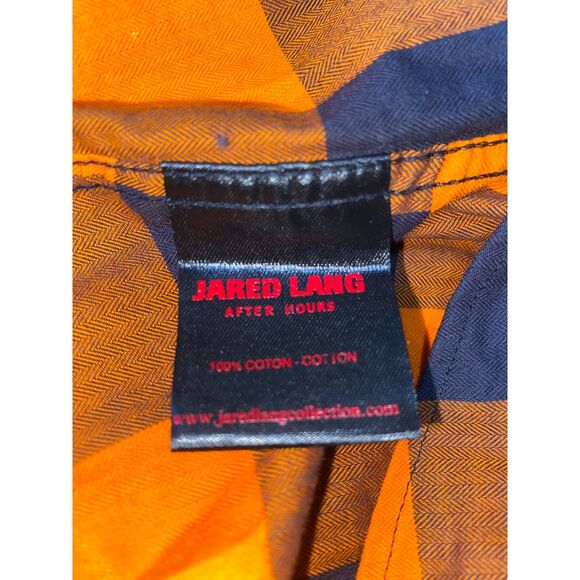 JARED LANG
AFTER HOURS
100% COTON - COTTON
www.jaredlangcollection.com